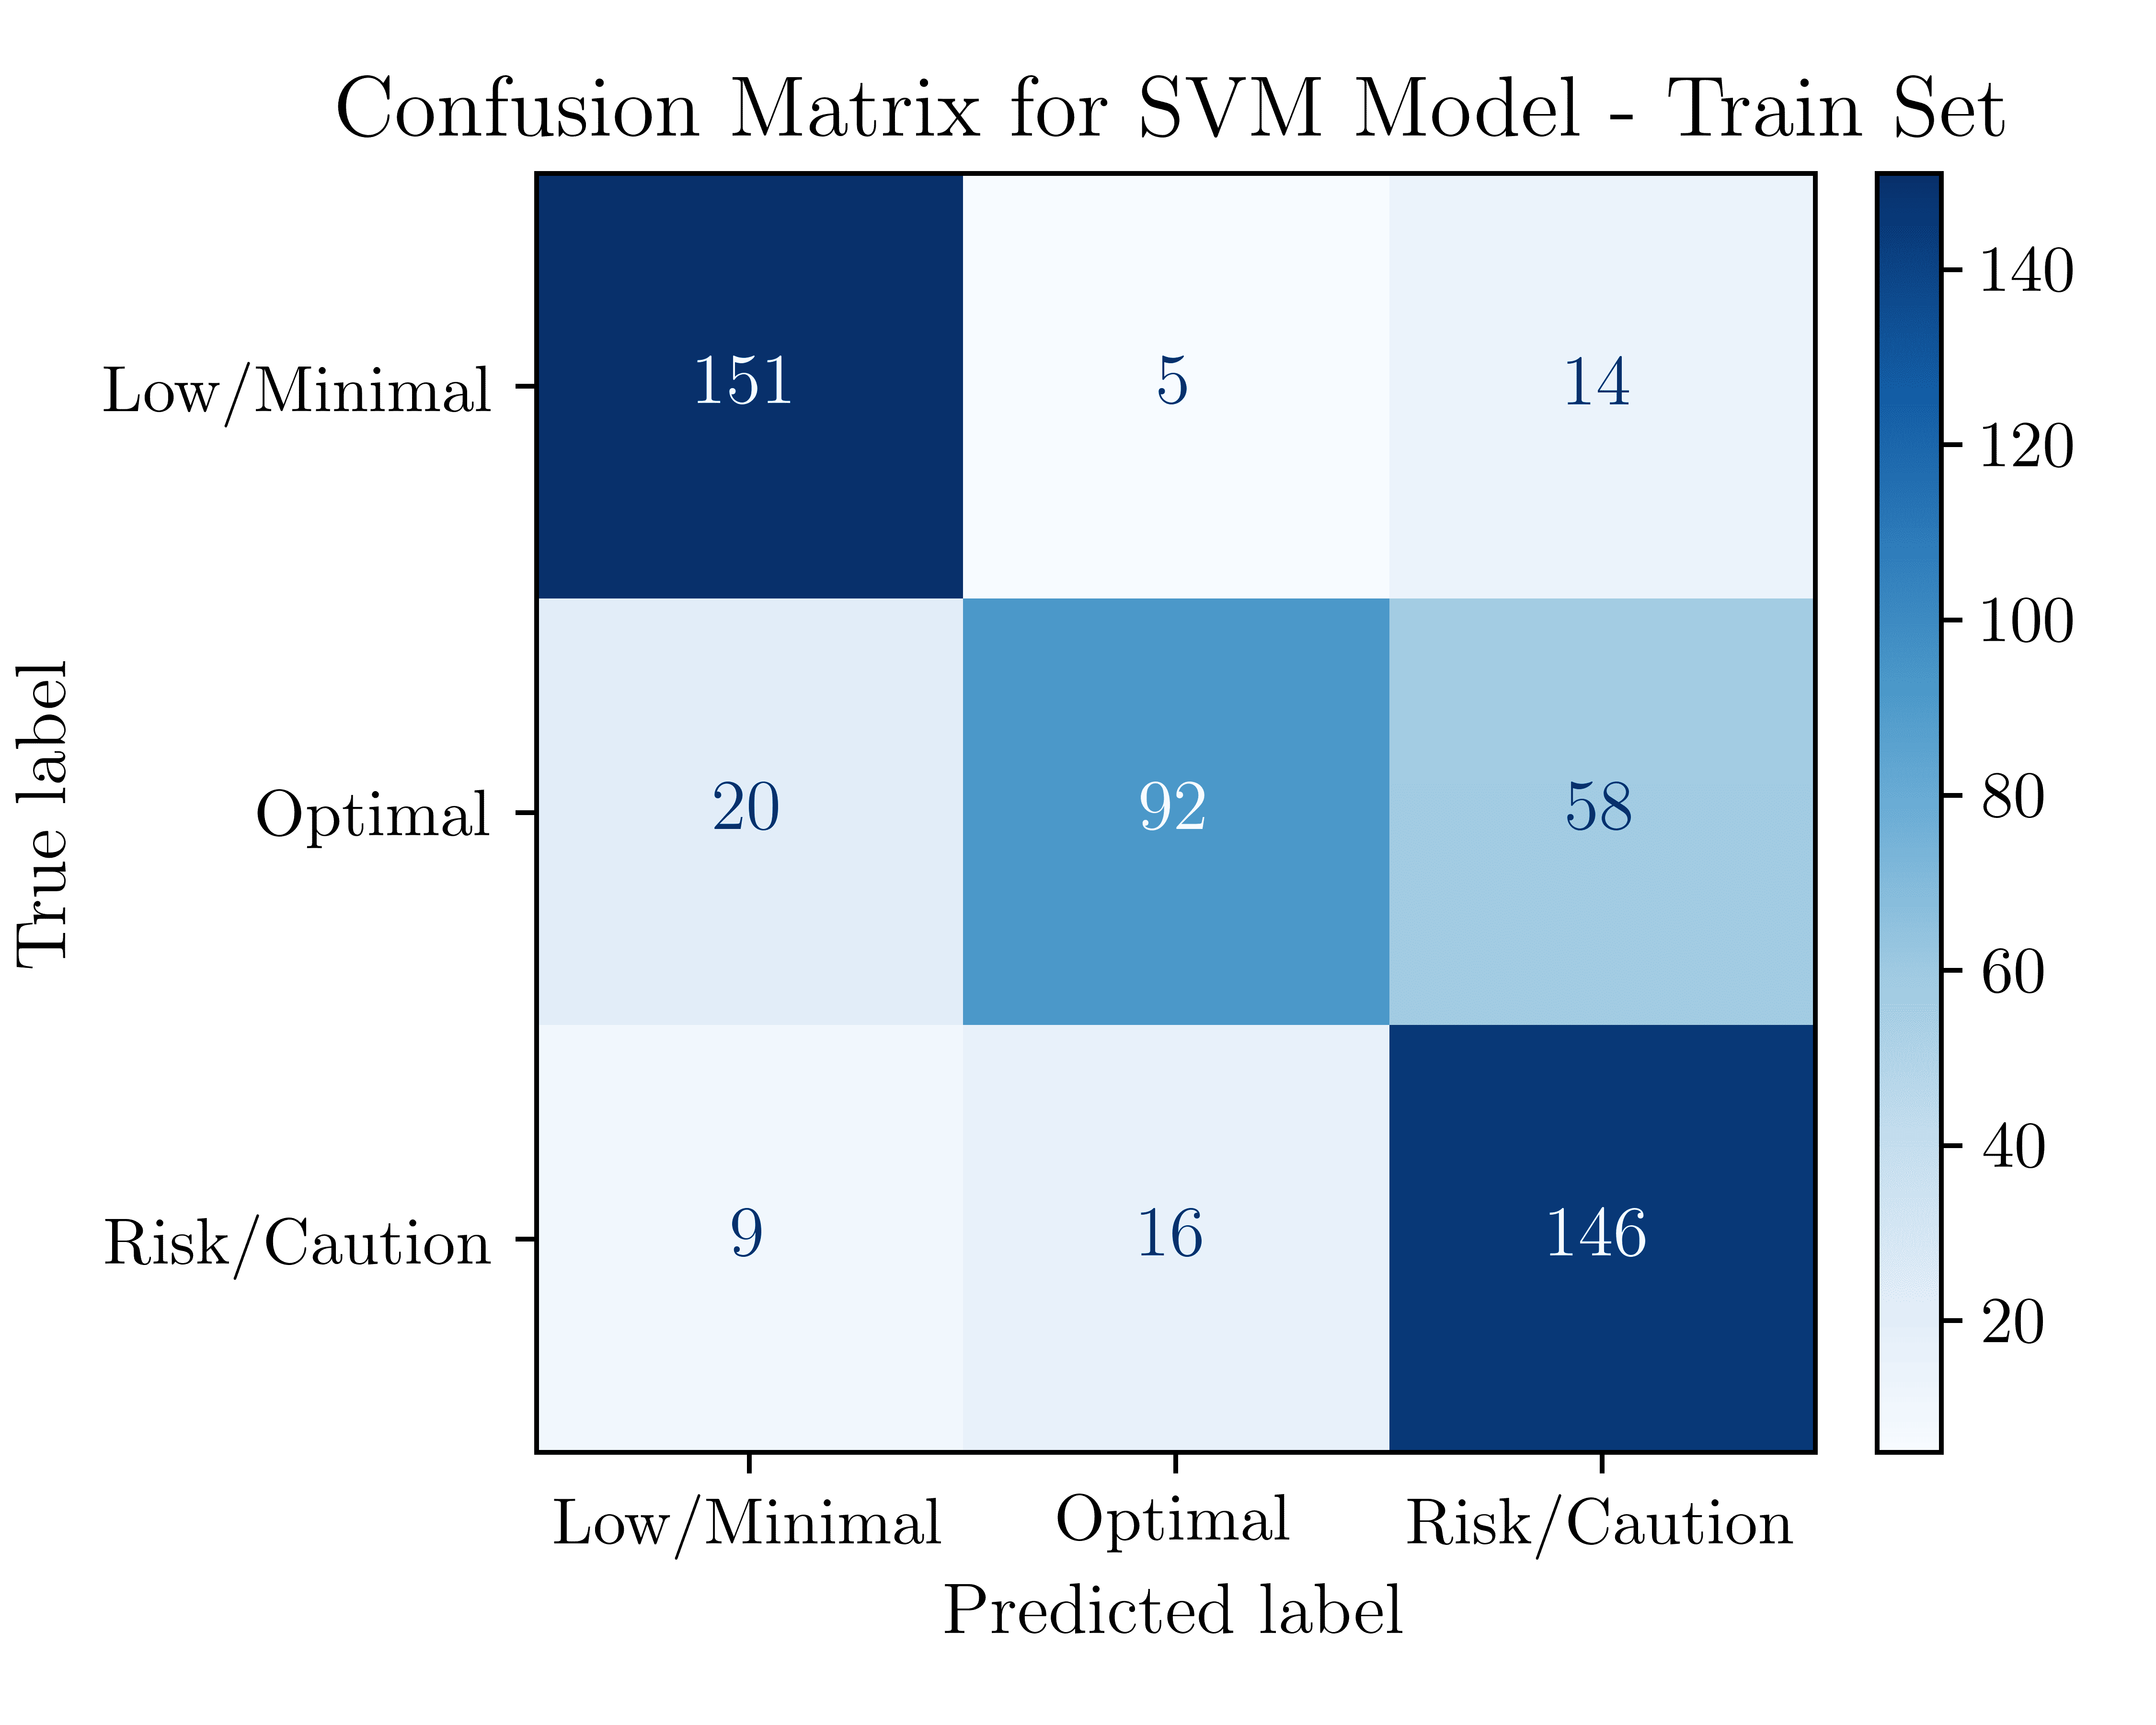 Confusion Matrix for SVM Model - Train Set
True label
Low/Minimal
151
5
14
Optimal
20
92
58
Risk/Caution
9
16
146
Low/Minimal
Optimal
Risk/Caution
Predicted label
140
120
100
80
60
40
20